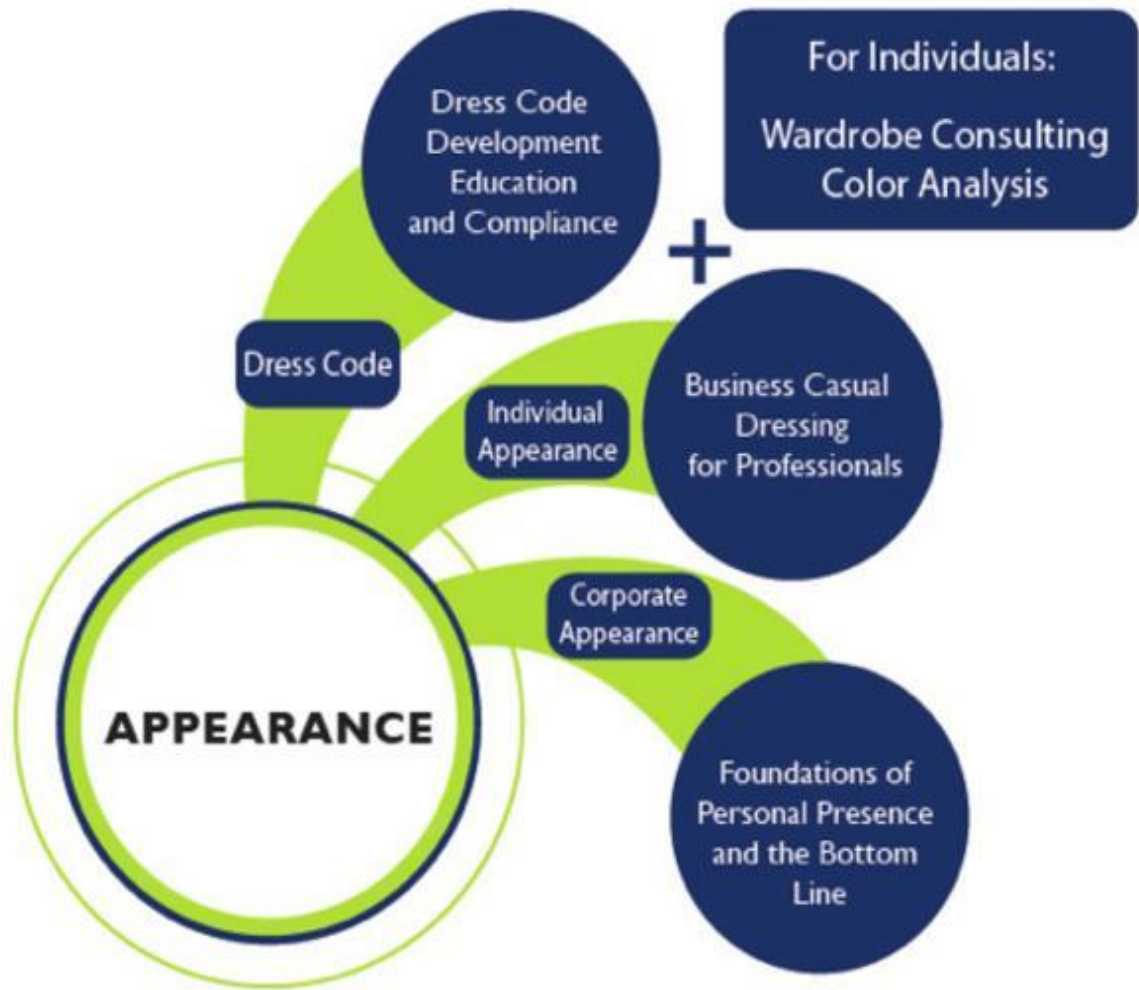 For Individuals:
Wardrobe Consulting
Color Analysis
Dress Code
Development
Education
and Compliance
+
Dress Code
Individual
Appearance
Business Casual
Dressing
for Professionals
Corporate
Appearance
APPEARANCE
Foundations of
Personal Presence
and the Bottom
Line